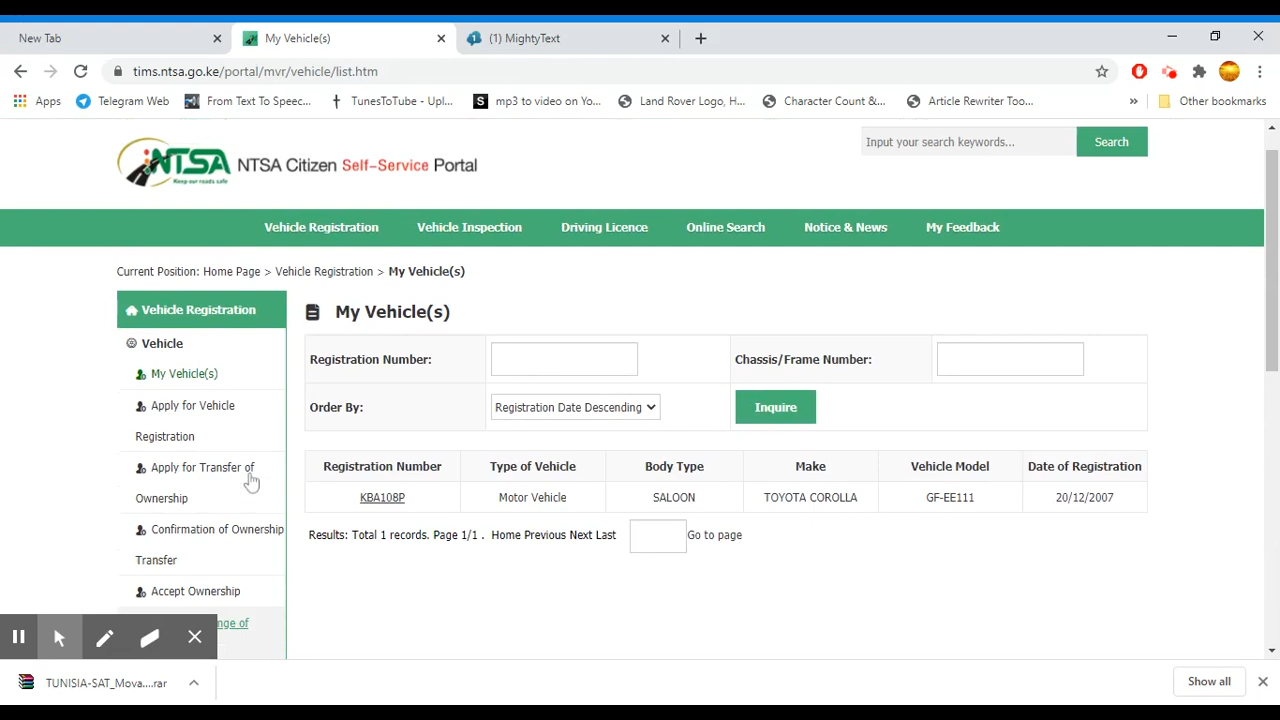 New Tab
My Vehicle(s)
(1) MightyText
tims.ntsa.go.ke/portal/mvr/vehicle/list.htm
Apps
Telegram Web
From Text To Speec...
TunesToTube - Upl...
S mp3 to video on Yo...
Land Rover Logo, H...
Character Count &...
Article Rewriter Too...
»
Other bookmarks
NTSA
Keep our roads safe
NTSA Citizen Self-Service Portal
Input your search keywords...
Search
Vehicle Registration
Vehicle Inspection
Driving Licence
Online Search
Notice & News
My Feedback
Current Position: Home Page > Vehicle Registration > My Vehicle(s)
Vehicle Registration
Vehicle
My Vehicle(s)
Apply for Vehicle
Registration
Apply for Transfer of
Ownership
Confirmation of Ownership
Transfer
Accept Ownership
nge of
My Vehicle(s)
Registration Number:
Chassis/Frame Number:
Order By:
Registration Date Descending
Inquire
Registration Number Type of Vehicle Body Type Make Vehicle Model Date of Registration
KBA108P Motor Vehicle SALOON TOYOTA COROLLA GF-EE111 20/12/2007
Results: Total 1 records. Page 1/1 . Home Previous Next Last Go to page
TUNISIA-SAT_Mova....rar
Show all